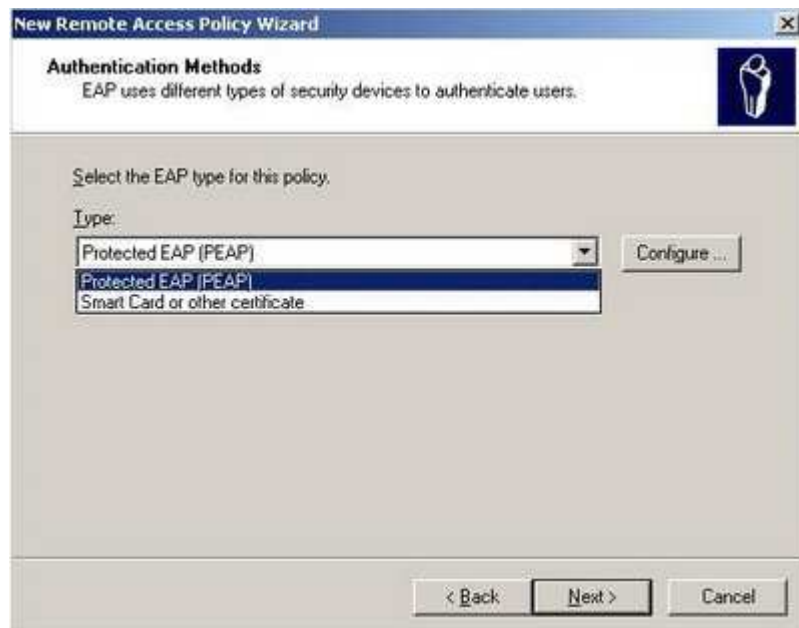 New Remote Access Policy Wizard
Authentication Methods
EAP uses different types of security devices to authenticate users.
Select the EAP type for this policy.
Type:
Protected EAP (PEAP)
Configure ...
Protected EAP (PEAP)
Smart Card or other certificate
< Back
Next >
Cancel